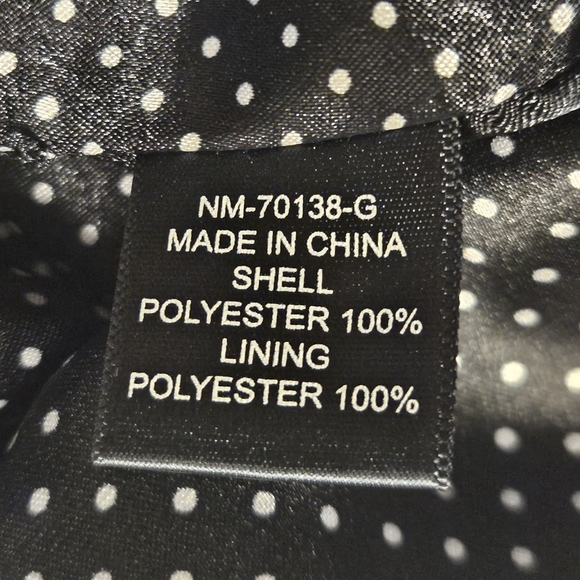 NM-70138-G
MADE IN CHINA
SHELL
POLYESTER 100%
LINING
POLYESTER 100%